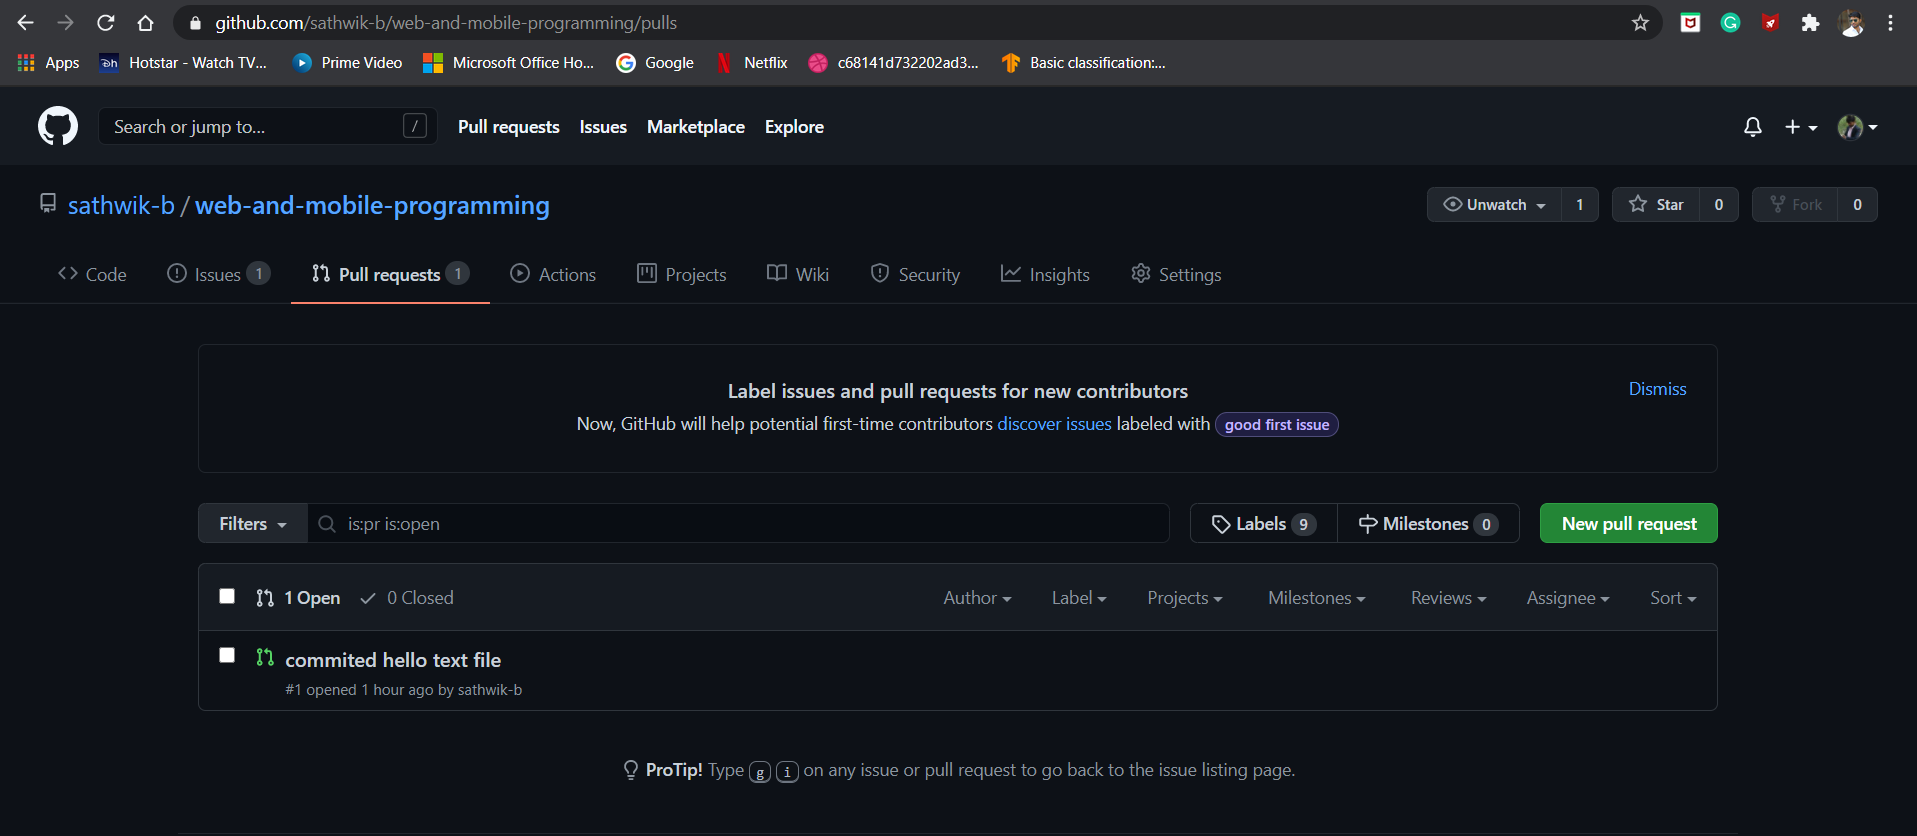 github.com/sathwik-b/web-and-mobile-programming/pulls
Apps Hotstar - Watch TV... Prime Video Microsoft Office Ho... Google Netflix c68141d732202ad3... Basic classification:...
Search or jump to... / Pull requests Issues Marketplace Explore
sathwik-b / web-and-mobile-programming Unwatch 1 Star 0 Fork 0
Code Issues 1 Pull requests 1 Actions Projects Wiki Security Insights Settings
Label issues and pull requests for new contributors Dismiss
Now, GitHub will help potential first-time contributors discover issues labeled with good first issue
Filters is:pr is:open Labels 9 Milestones 0 New pull request
1 Open 0 Closed Author Label Projects Milestones Reviews Assignee Sort
commited hello text file
#1 opened 1 hour ago by sathwik-b
ProTip! Type g i on any issue or pull request to go back to the issue listing page.